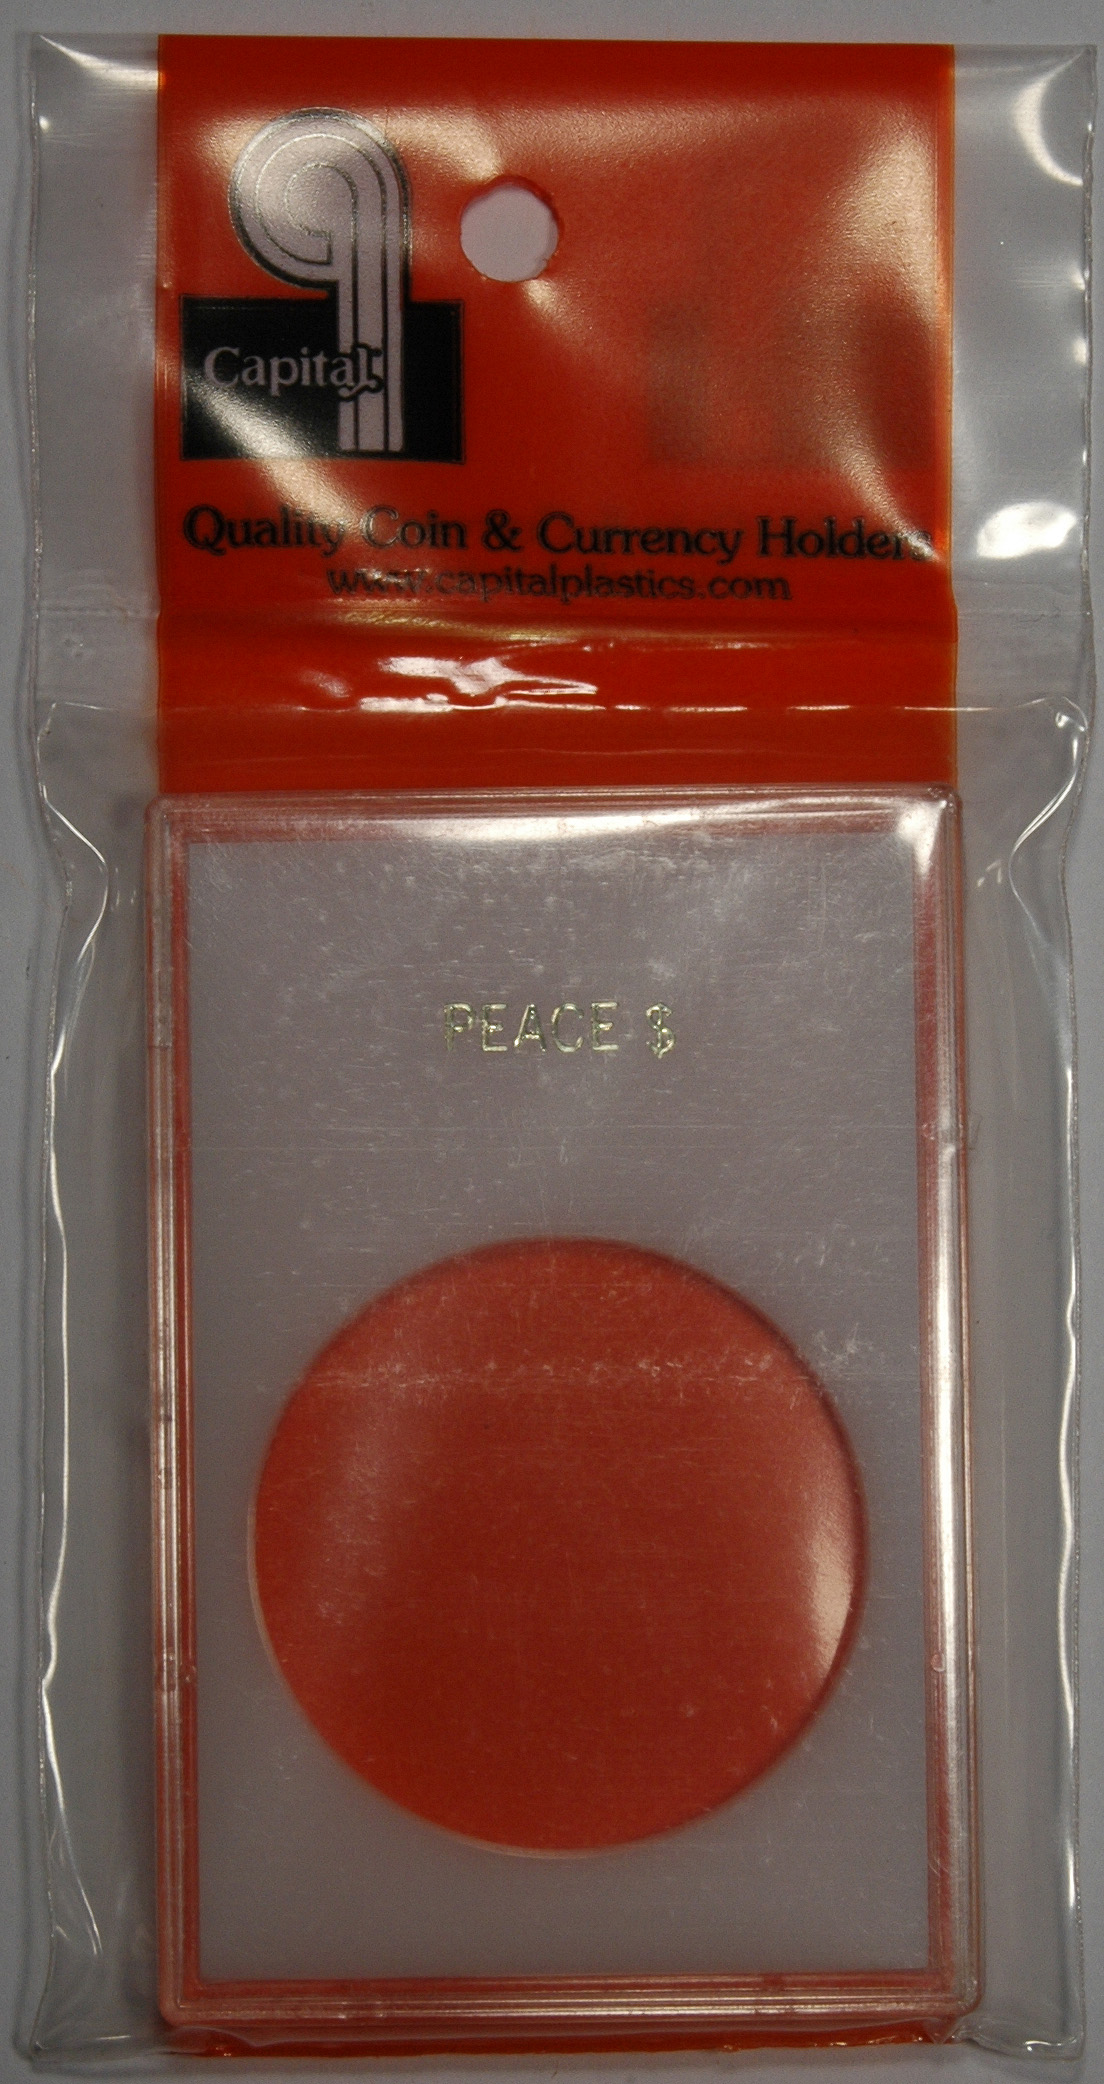 Capital
Quality Coin & Currency Holders
www.capitalplastics.com
PEACE $